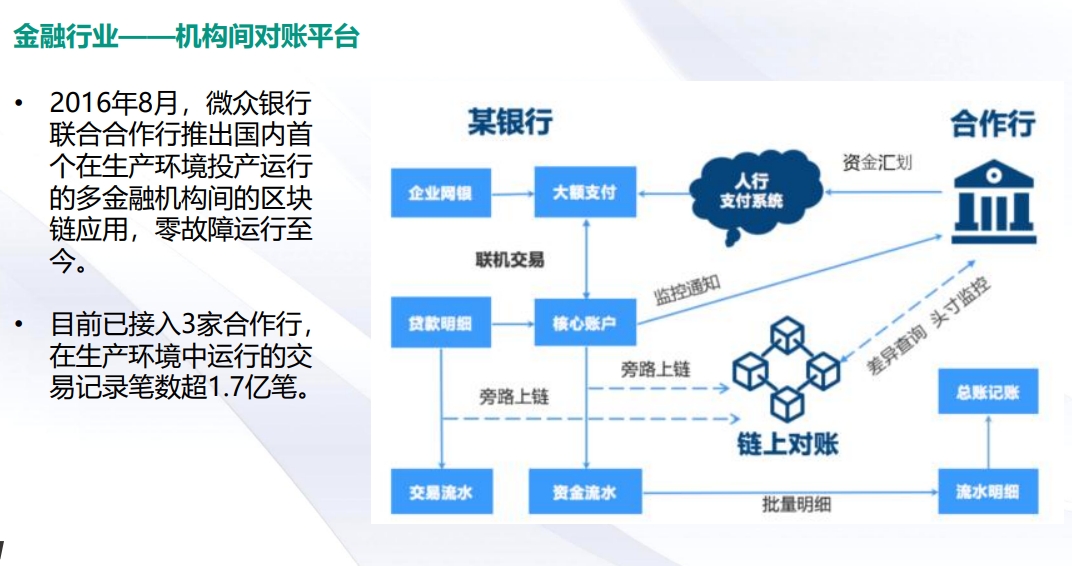 金融行业——机构间对账平台
• 2016年8月，微众银行
联合合作行推出国内首
个在生产环境投产运行
的多金融机构间的区块
链应用，零故障运行至
今。
• 目前已接入3家合作行，
在生产环境中运行的交
易记录笔数超1.7亿笔。
某银行
合作行
企业网银
大额支付
人行
支付系统
资金汇划
联机交易
监控通知
贷款明细
核心账户
差异查询 头寸监控
旁路上链
旁路上链
总账记账
链上对账
交易流水
资金流水
批量明细
流水明细